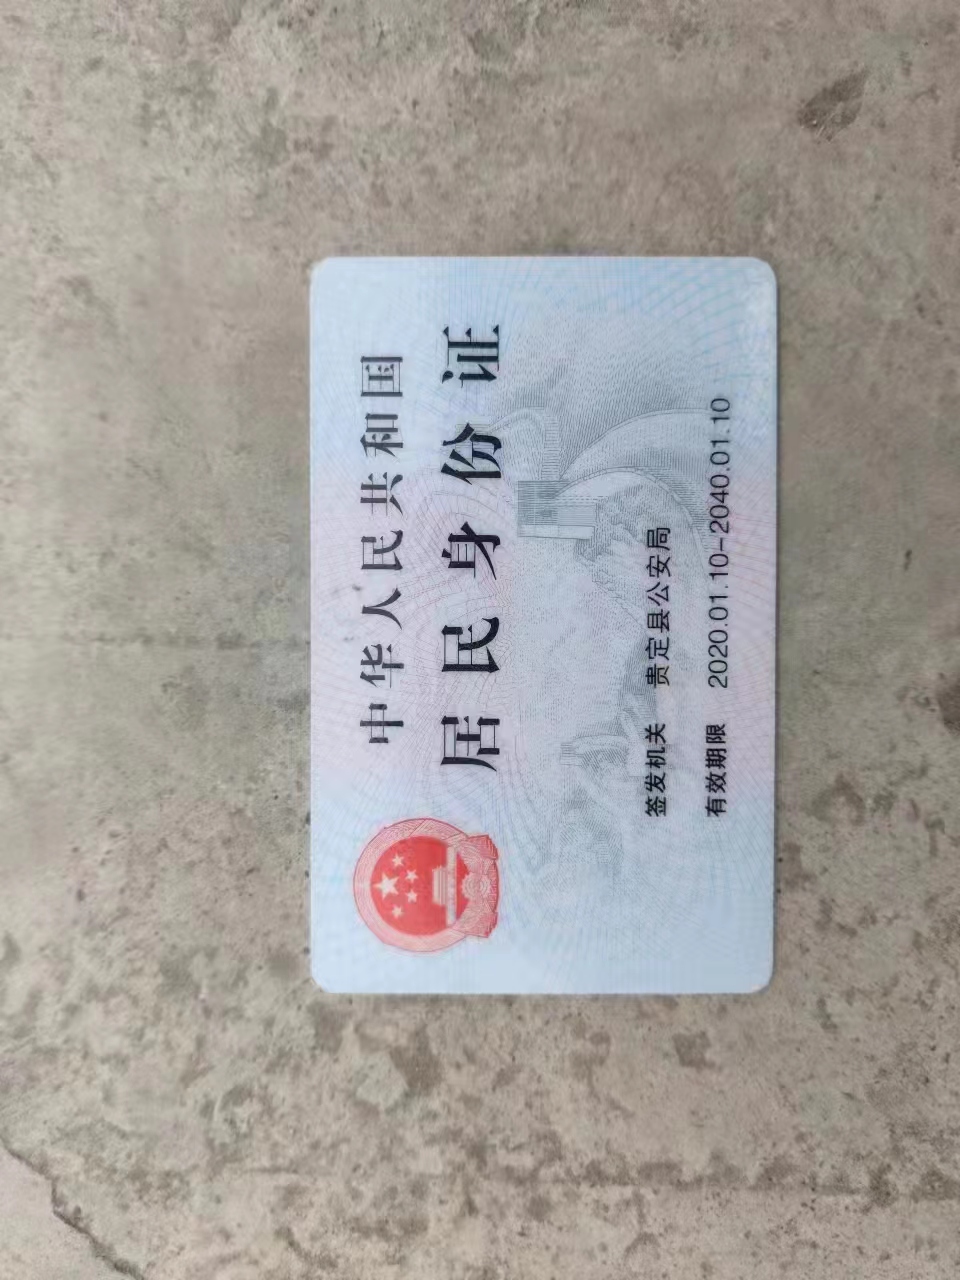 中华人民共和国
居民身份证
签发机关 贵定县公安局
有效期限 2020.01.10-2040.01.10